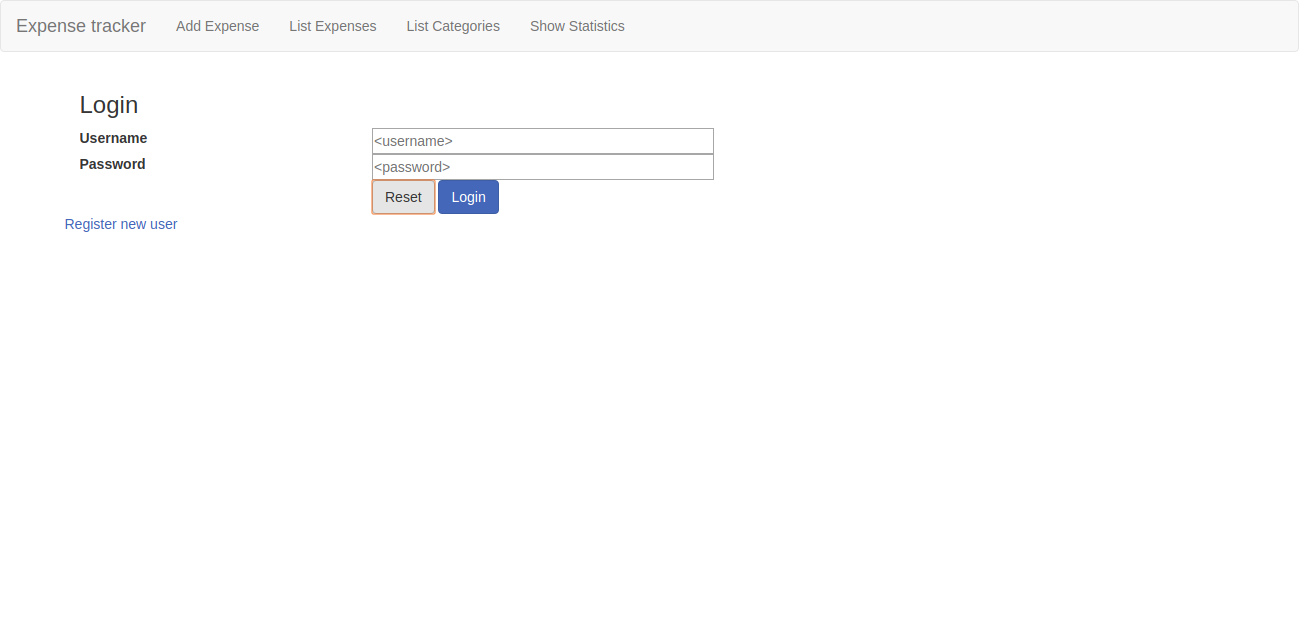 Expense tracker Add Expense List Expenses List Categories Show Statistics
Login
Username <username>
Password <password>
Reset Login
Register new user